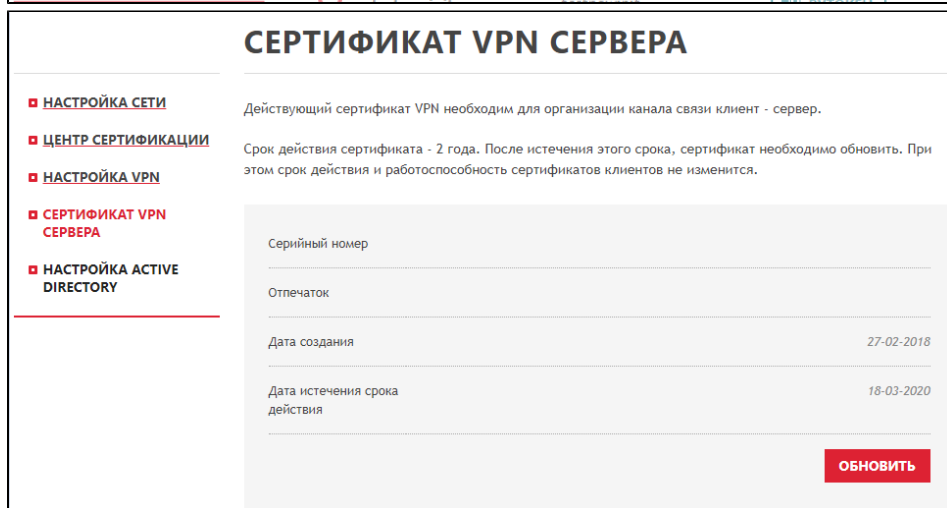 СЕРТИФИКАТ VPN СЕРВЕРА
НАСТРОЙКА СЕТИ
ЦЕНТР СЕРТИФИКАЦИИ
НАСТРОЙКА VPN
СЕРТИФИКАТ VPN
СЕРВЕРА
НАСТРОЙКА ACTIVE
DIRECTORY
Действующий сертификат VPN необходим для организации канала связи клиент - сервер.
Срок действия сертификата - 2 года. После истечения этого срока, сертификат необходимо обновить. При
этом срок действия и работоспособность сертификатов клиентов не изменится.
Серийный номер
Отпечаток
Дата создания 27-02-2018
Дата истечения срока 18-03-2020
действия
ОБНОВИТЬ